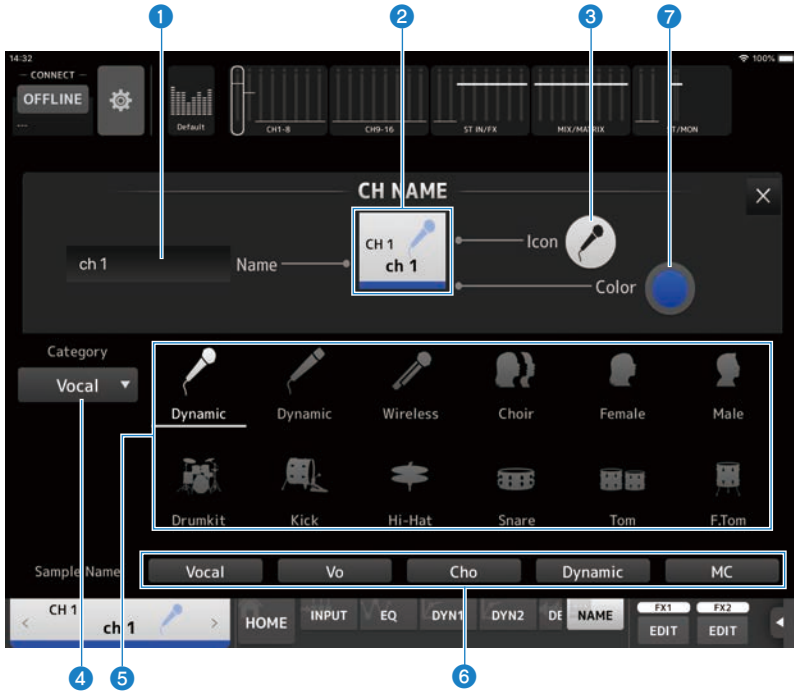 1 2 3 7
14:32 100%
CONNECT
OFFLINE
---
Default CH1-8 CH9-16 ST IN/FX MIX/MATRIX ST/MON
CH NAME
ch 1 Name CH 1 ch 1 Icon
Color
Category
Vocal
Dynamic Dynamic Wireless Choir Female Male
Drumkit Kick Hi-Hat Snare Tom F.Tom
Sample Name Vocal Vo Cho Dynamic MC
CH 1
ch 1
HOME INPUT EQ DYN1 DYN2 DE NAME FX1 EDIT FX2 EDIT
4 5 6